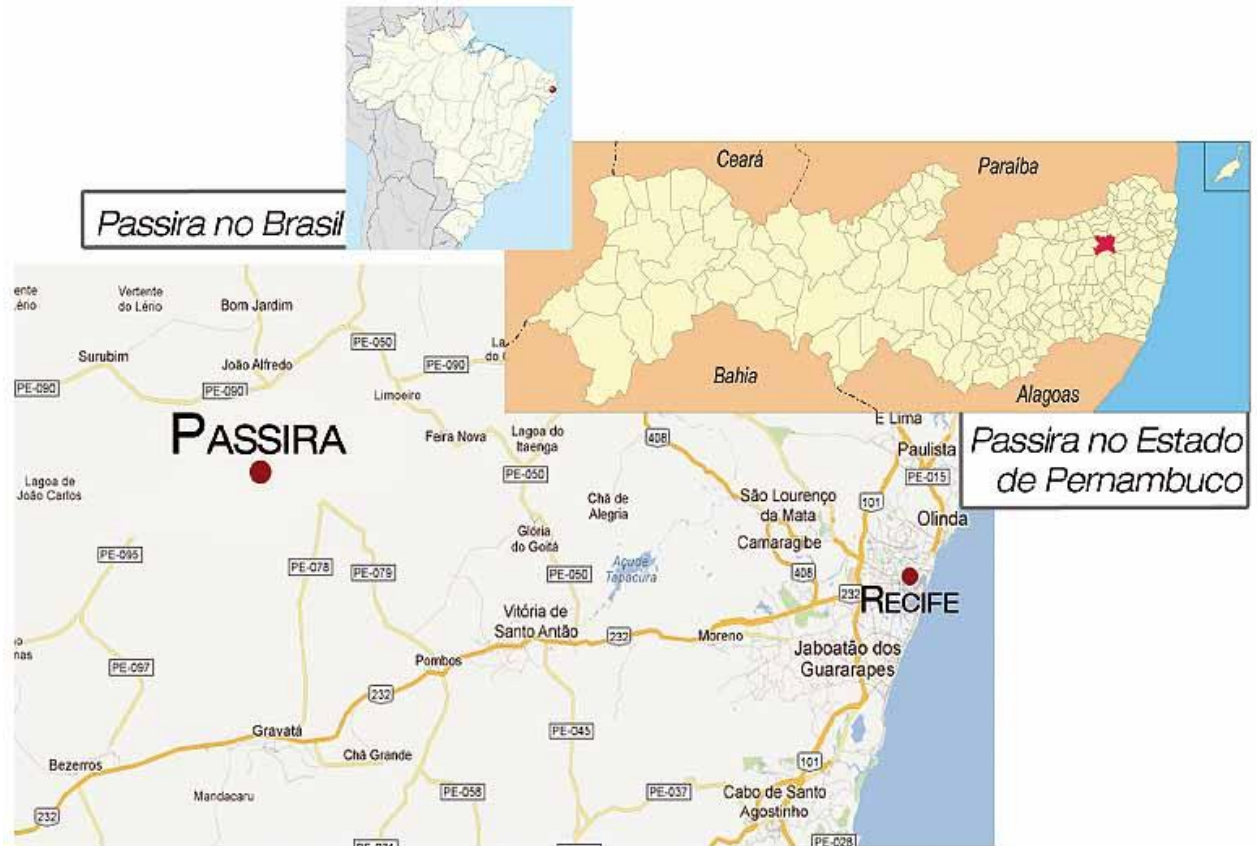 Passira no Brasil
Ceará
Paraíba
Bahia
Alagoas
Passira no Estado
de Pernambuco
Vertente
do Lério
Bom Jardim
PE-050
Surubim
João Alfredo
PE-090
PE-090
PE-090
Limoeiro
PASSIRA
Feira Nova
Lagoa do
Itaenga
408
E Lima
Paulista
PE-050
PE-015
Lagoa de
João Carlos
Chã de
Alegria
São Lourenço
da Mata
101
Olinda
Glória
do Goitá
Camaragibe
PE-095
PE-078
PE-079
PE-050
Açude
Tapacura
408
232
RECIFE
Vitória de
Santo Antão
232
Moreno
Jaboatão dos
Guararapes
PE-097
Pombos
232
Gravatá
PE-045
Chã Grande
Bezerros
101
Mandacaru
PE-058
PE-037
Cabo de Santo
Agostinho
232
PE-028